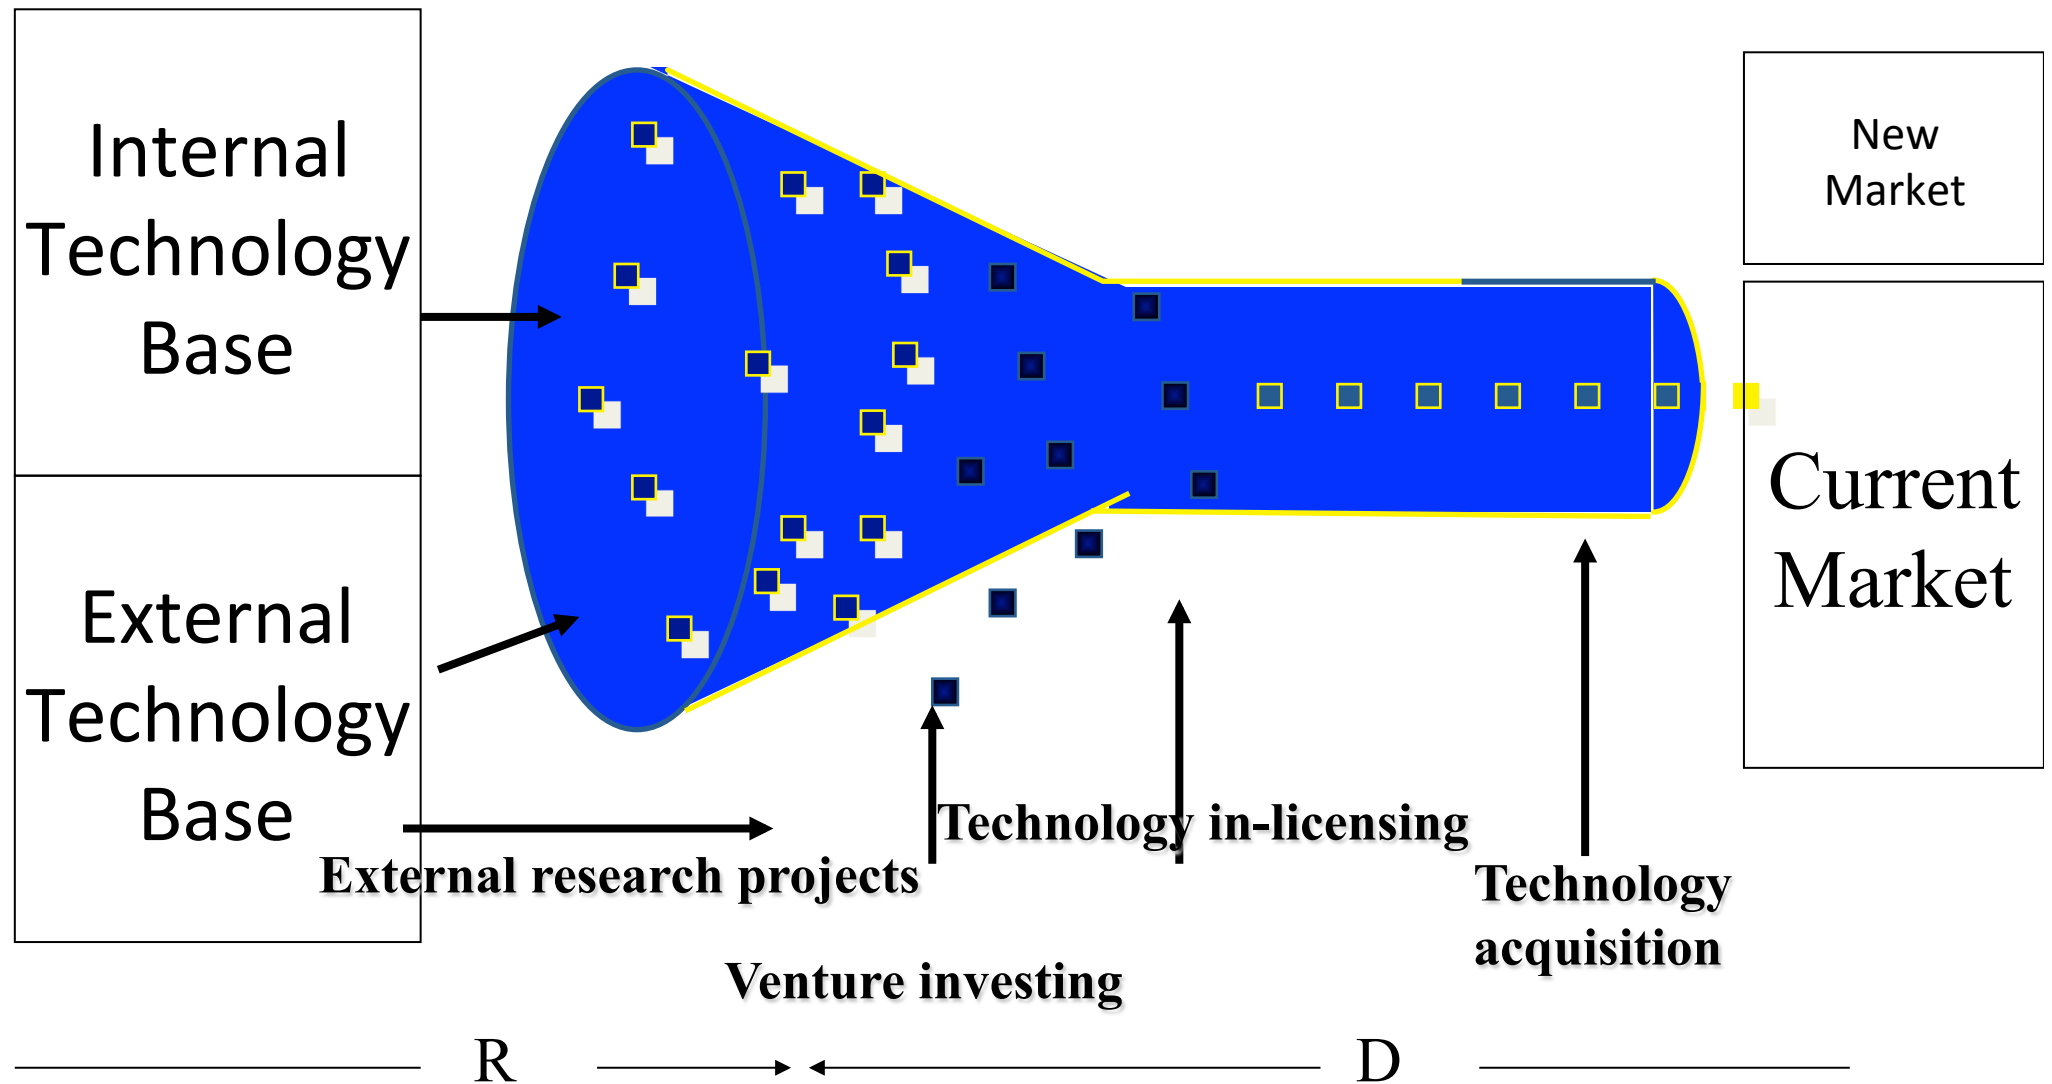 Internal
Technology
Base
External
Technology
Base
New
Market
Current
Market
Technology in-licensing
External research projects
Technology
acquisition
Venture investing
R
D